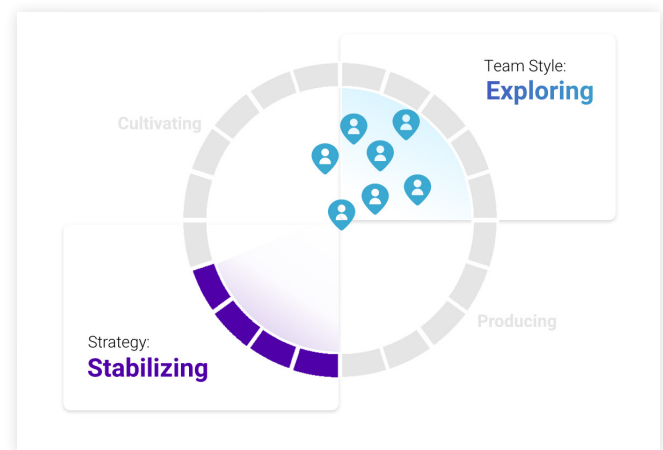 Team Style:
Exploring
Cultivating
Producing
Strategy:
Stabilizing